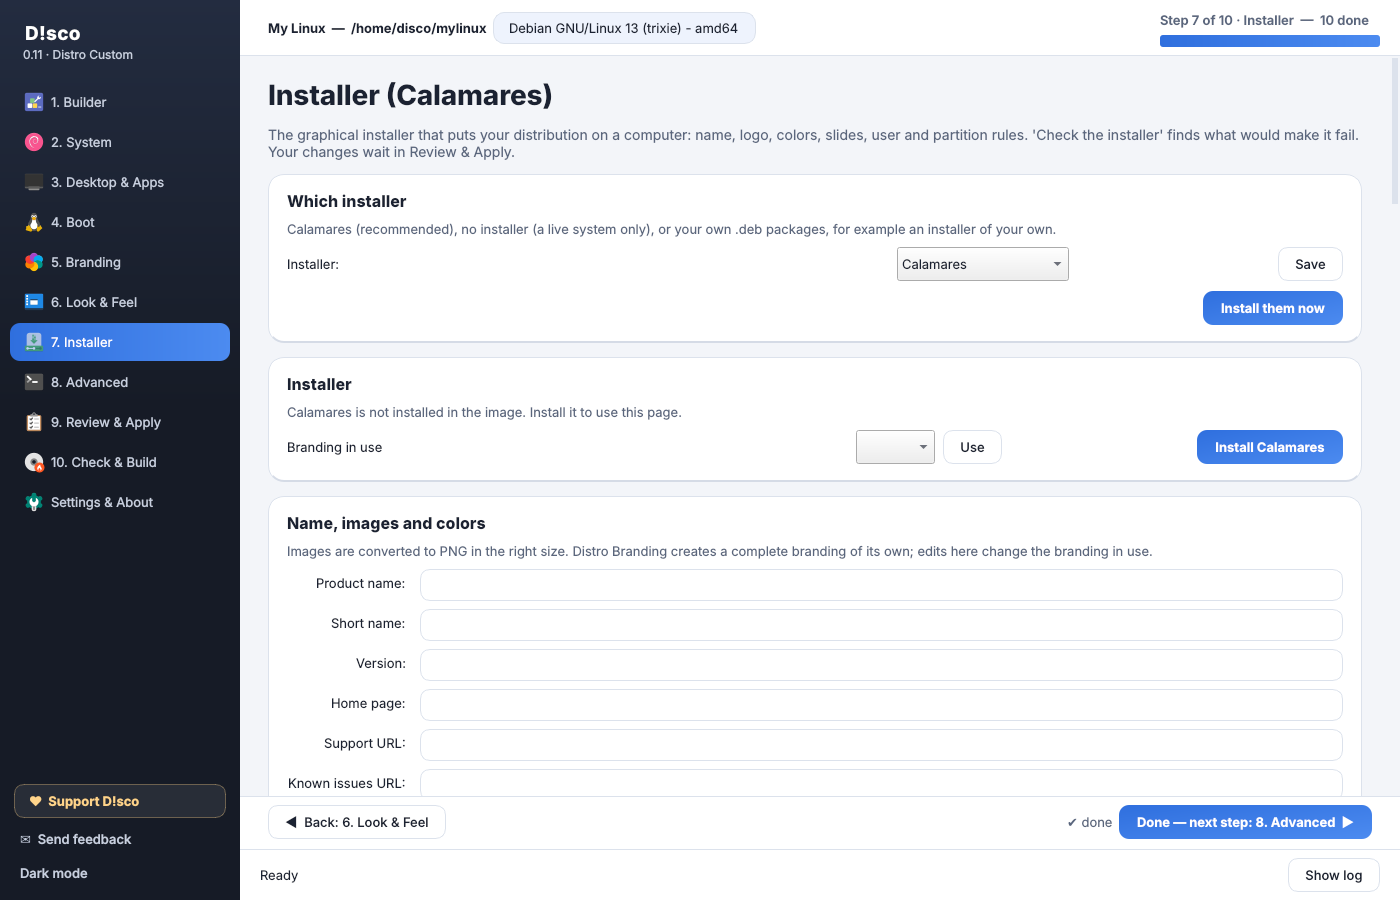 D!sco
0.11 · Distro Custom
1. Builder
2. System
3. Desktop & Apps
4. Boot
5. Branding
6. Look & Feel
7. Installer
8. Advanced
9. Review & Apply
10. Check & Build
Settings & About
Support D!sco
Send feedback
Dark mode
My Linux — /home/disco/mylinux
Debian GNU/Linux 13 (trixie) - amd64
Step 7 of 10 · Installer — 10 done
Installer (Calamares)
The graphical installer that puts your distribution on a computer: name, logo, colors, slides, user and partition rules. 'Check the installer' finds what would make it fail.
Your changes wait in Review & Apply.
Which installer
Calamares (recommended), no installer (a live system only), or your own .deb packages, for example an installer of your own.
Installer:
Calamares
Save
Install them now
Installer
Calamares is not installed in the image. Install it to use this page.
Branding in use
Use
Install Calamares
Name, images and colors
Images are converted to PNG in the right size. Distro Branding creates a complete branding of its own; edits here change the branding in use.
Product name:
Short name:
Version:
Home page:
Support URL:
Known issues URL:
◀ Back: 6. Look & Feel
✔ done
Done — next step: 8. Advanced ▶
Ready
Show log